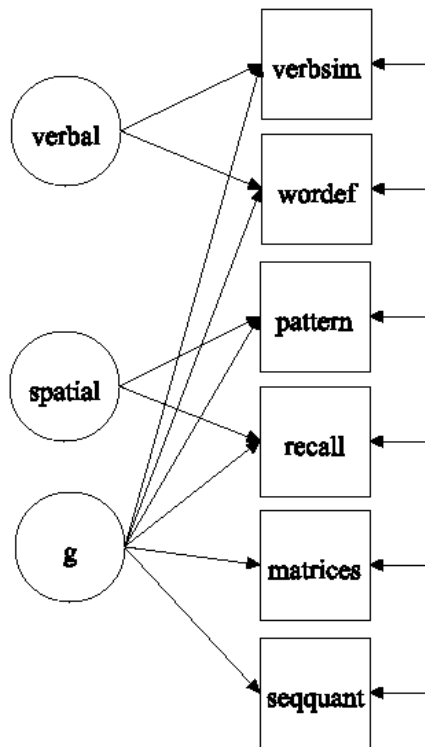 verbsim
verbal
wordef
pattern
spatial
recall
g
matrices
seqquant